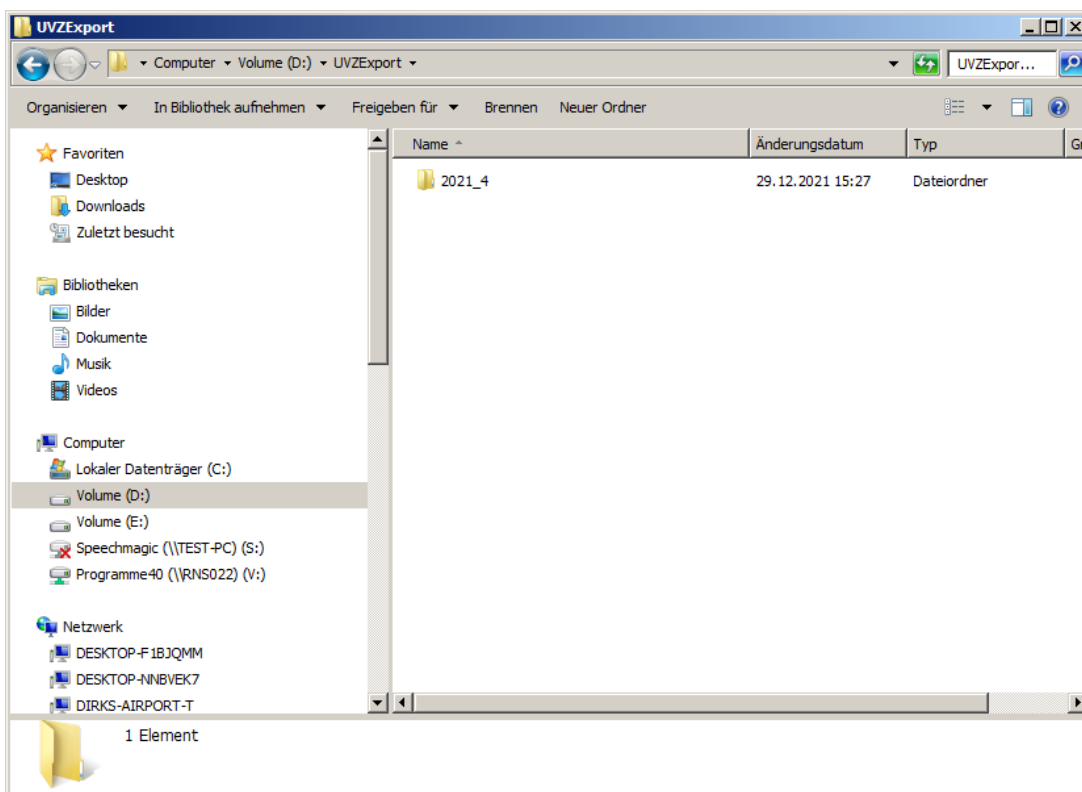 UVZExport
Computer Volume (D:) UVZExport
UVZExpor...
Organisieren In Bibliothek aufnehmen Freigeben für Brennen Neuer Ordner
Favoriten
Desktop
Downloads
Zuletzt besucht
Bibliotheken
Bilder
Dokumente
Musik
Videos
Computer
Lokaler Datenträger (C:)
Volume (D:)
Volume (E:)
Speechmagic (\\TEST-PC) (S:)
Programme40 (\\RNS022) (V:)
Netzwerk
DESKTOP-F1BJQMM
DESKTOP-NNBVEK7
DIRKS-AIRPORT-T
Name Änderungsdatum Typ
2021_4 29.12.2021 15:27 Dateiordner
1 Element